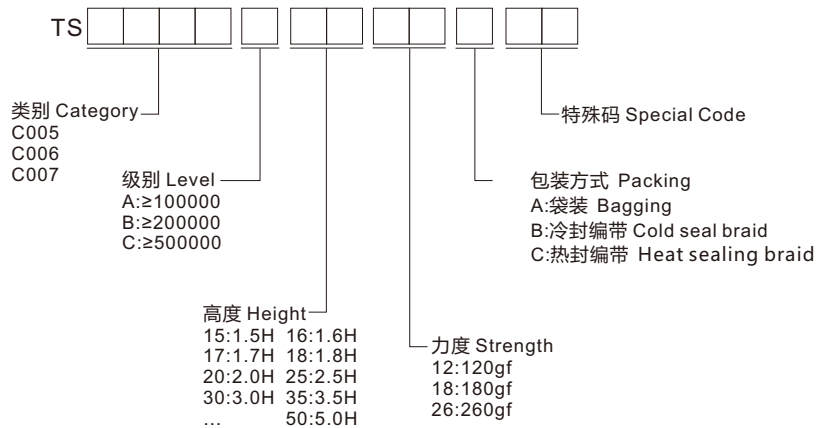 TS
类别 Category
C005
C006
C007
级别 Level
A:≥100000
B:≥200000
C:≥500000
高度 Height
15:1.5H 16:1.6H
17:1.7H 18:1.8H
20:2.0H 25:2.5H
30:3.0H 35:3.5H
... 50:5.0H
力度 Strength
12:120gf
18:180gf
26:260gf
包装方式 Packing
A:袋装 Bagging
B:冷封编带 Cold seal braid
C:热封编带 Heat sealing braid
特殊码 Special Code